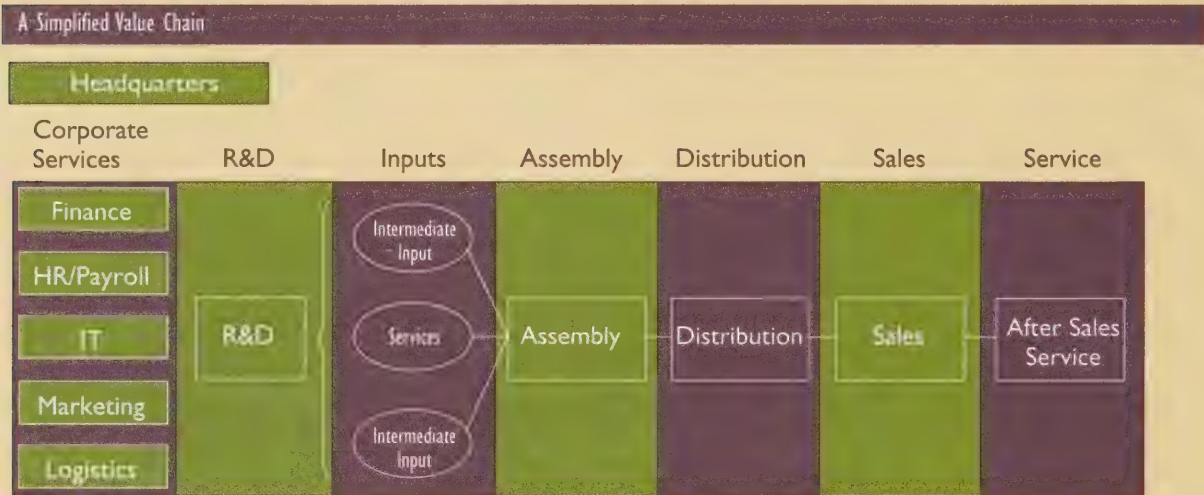 A Simplified Value Chain
Headquarters
Corporate
Services
R&D
Inputs
Assembly
Distribution
Sales
Service
Finance
HR/Payroll
IT
Marketing
Logistics
R&D
Intermediate
Input
Services
Intermediate
Input
Assembly
Distribution
Sales
After Sales
Service